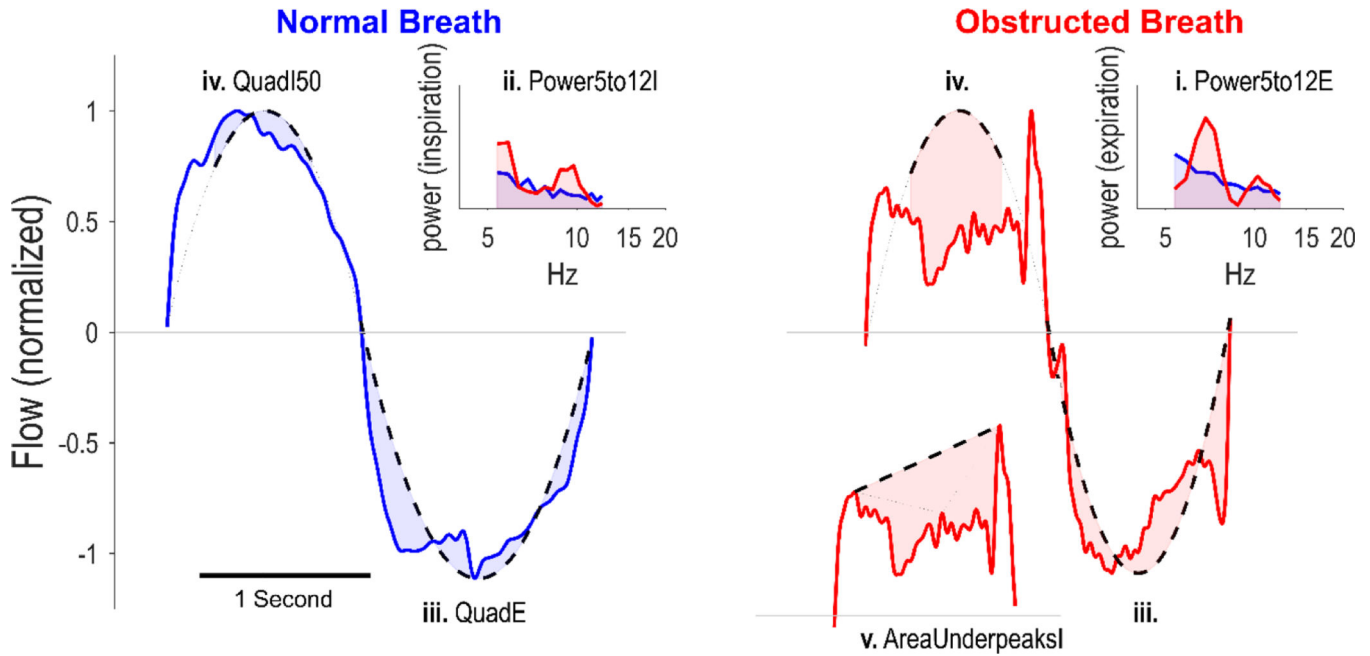 Normal Breath
Obstructed Breath
iv. QuadI50
ii. Power5to12I
iv.
i. Power5to12E
power (inspiration)
power (expiration)
5 10 15 20
Hz
5 10 15 20
Hz
Flow (normalized)
1
0.5
0
-0.5
-1
1 Second
iii. QuadE
v. AreaUnderpeaksI
iii.